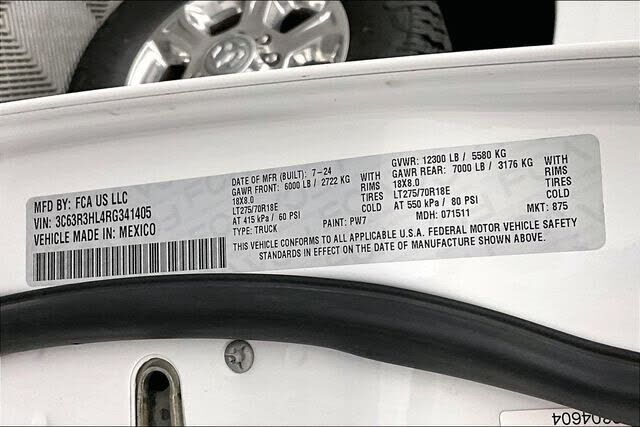 MFD BY: FCA US LLC
VIN: 3C63R3HL4RG341405
VEHICLE MADE IN: MEXICO
DATE OF MFR (BUILT): 7-24
GAWR FRONT: 6000 LB / 2722 KG WITH
18X8.0 RIMS
LT275/70R18E TIRES
AT 415 kPa / 60 PSI COLD
TYPE: TRUCK PAINT: PW7
GVWR: 12300 LB / 5580 KG
GAWR REAR: 7000 LB / 3176 KG WITH
18X8.0 RIMS
LT275/70R18E TIRES
AT 550 kPa / 80 PSI COLD
MDH: 071511 MKT: 875
THIS VEHICLE CONFORMS TO ALL APPLICABLE U.S.A. FEDERAL MOTOR VEHICLE SAFETY
STANDARDS IN EFFECT ON THE DATE OF MANUFACTURE SHOWN ABOVE.